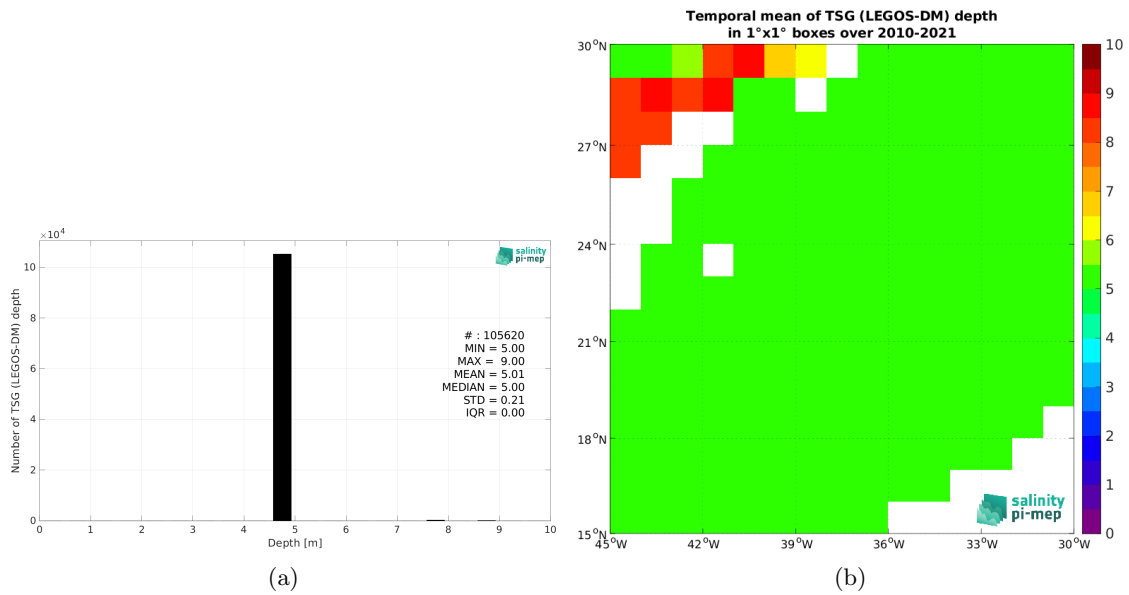 ×10⁴
10
8
6
4
2
0
Number of TSG (LEGOS-DM) depth
salinity
pi-mep
# : 105620
MIN = 5.00
MAX = 9.00
MEAN = 5.01
MEDIAN = 5.00
STD = 0.21
IQR = 0.00
0 1 2 3 4 5 6 7 8 9 10
Depth [m]
(a)
Temporal mean of TSG (LEGOS-DM) depth
in 1°x1° boxes over 2010-2021
30°N
27°N
24°N
21°N
18°N
15°N
45°W 42°W 39°W 36°W 33°W 30°W
salinity
pi-mep
10
9
8
7
6
5
4
3
2
1
0
(b)